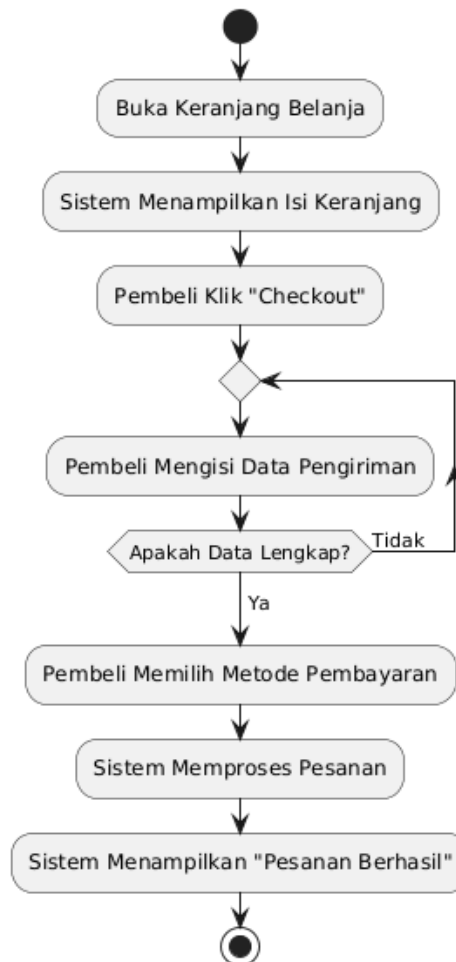 Buka Keranjang Belanja
Sistem Menampilkan Isi Keranjang
Pembeli Klik "Checkout"
Pembeli Mengisi Data Pengiriman
Apakah Data Lengkap?
Tidak
Ya
Pembeli Memilih Metode Pembayaran
Sistem Memproses Pesanan
Sistem Menampilkan "Pesanan Berhasil"